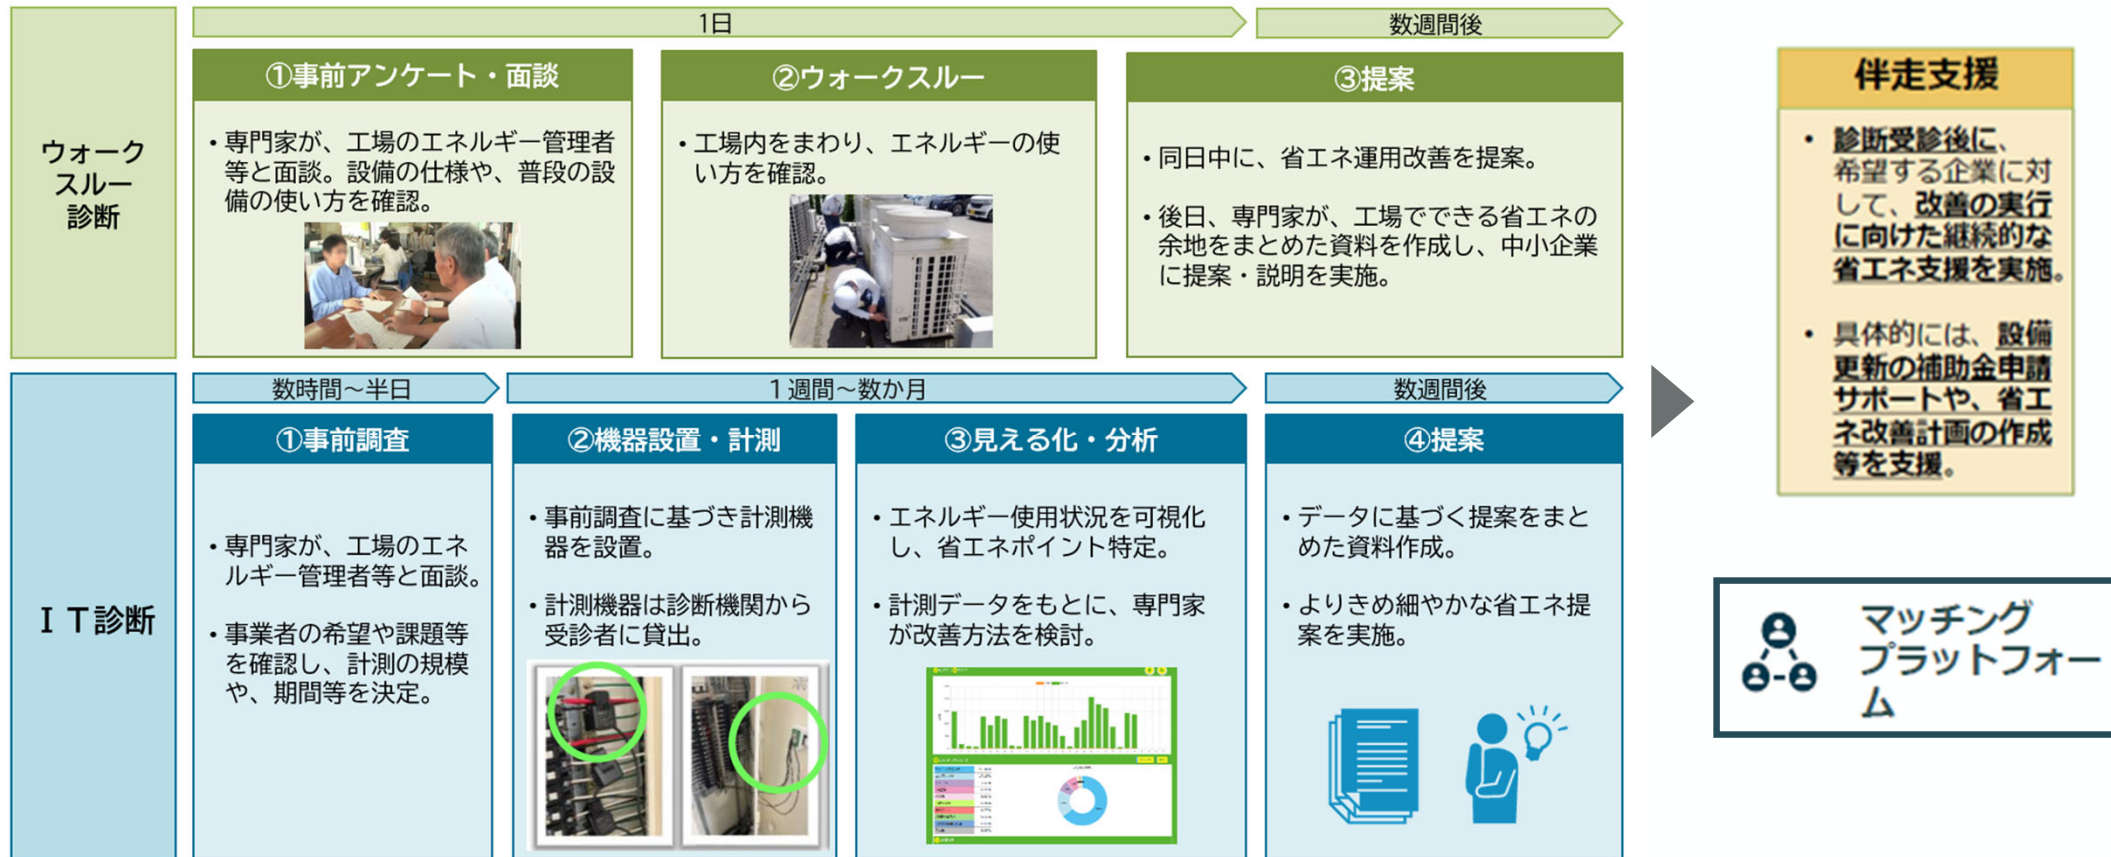 1日
数週間後
ウォーク
スルー
診断
①事前アンケート・面談
・専門家が、工場のエネルギー管理者
等と面談。設備の仕様や、普段の設
備の使い方を確認。
②ウォークスルー
・工場内をまわり、エネルギーの使
い方を確認。
③提案
・同日中に、省エネ運用改善を提案。
・後日、専門家が、工場でできる省エネの
余地をまとめた資料を作成し、中小企業
に提案・説明を実施。
数時間～半日
１週間～数か月
数週間後
ＩＴ診断
①事前調査
・専門家が、工場のエネ
ルギー管理者等と面談。
・事業者の希望や課題等
を確認し、計測の規模
や、期間等を決定。
②機器設置・計測
・事前調査に基づき計測機
器を設置。
・計測機器は診断機関から
受診者に貸出。
③見える化・分析
・エネルギー使用状況を可視化
し、省エネポイント特定。
・計測データをもとに、専門家
が改善方法を検討。
④提案
・データに基づく提案をまと
めた資料作成。
・よりきめ細やかな省エネ提
案を実施。
伴走支援
• 診断受診後に、
希望する企業に対
して、改善の実行
に向けた継続的な
省エネ支援を実施。
• 具体的には、設備
更新の補助金申請
サポートや、省エ
ネ改善計画の作成
等を支援。
マッチング
プラットフォー
ム